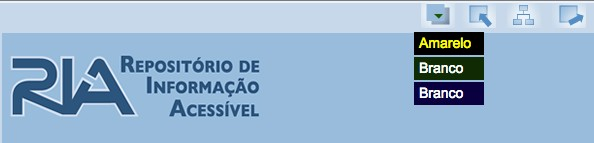 Amarelo
Branco
Branco
RIA
REPOSITÓRIO DE
INFORMAÇÃO
ACESSÍVEL